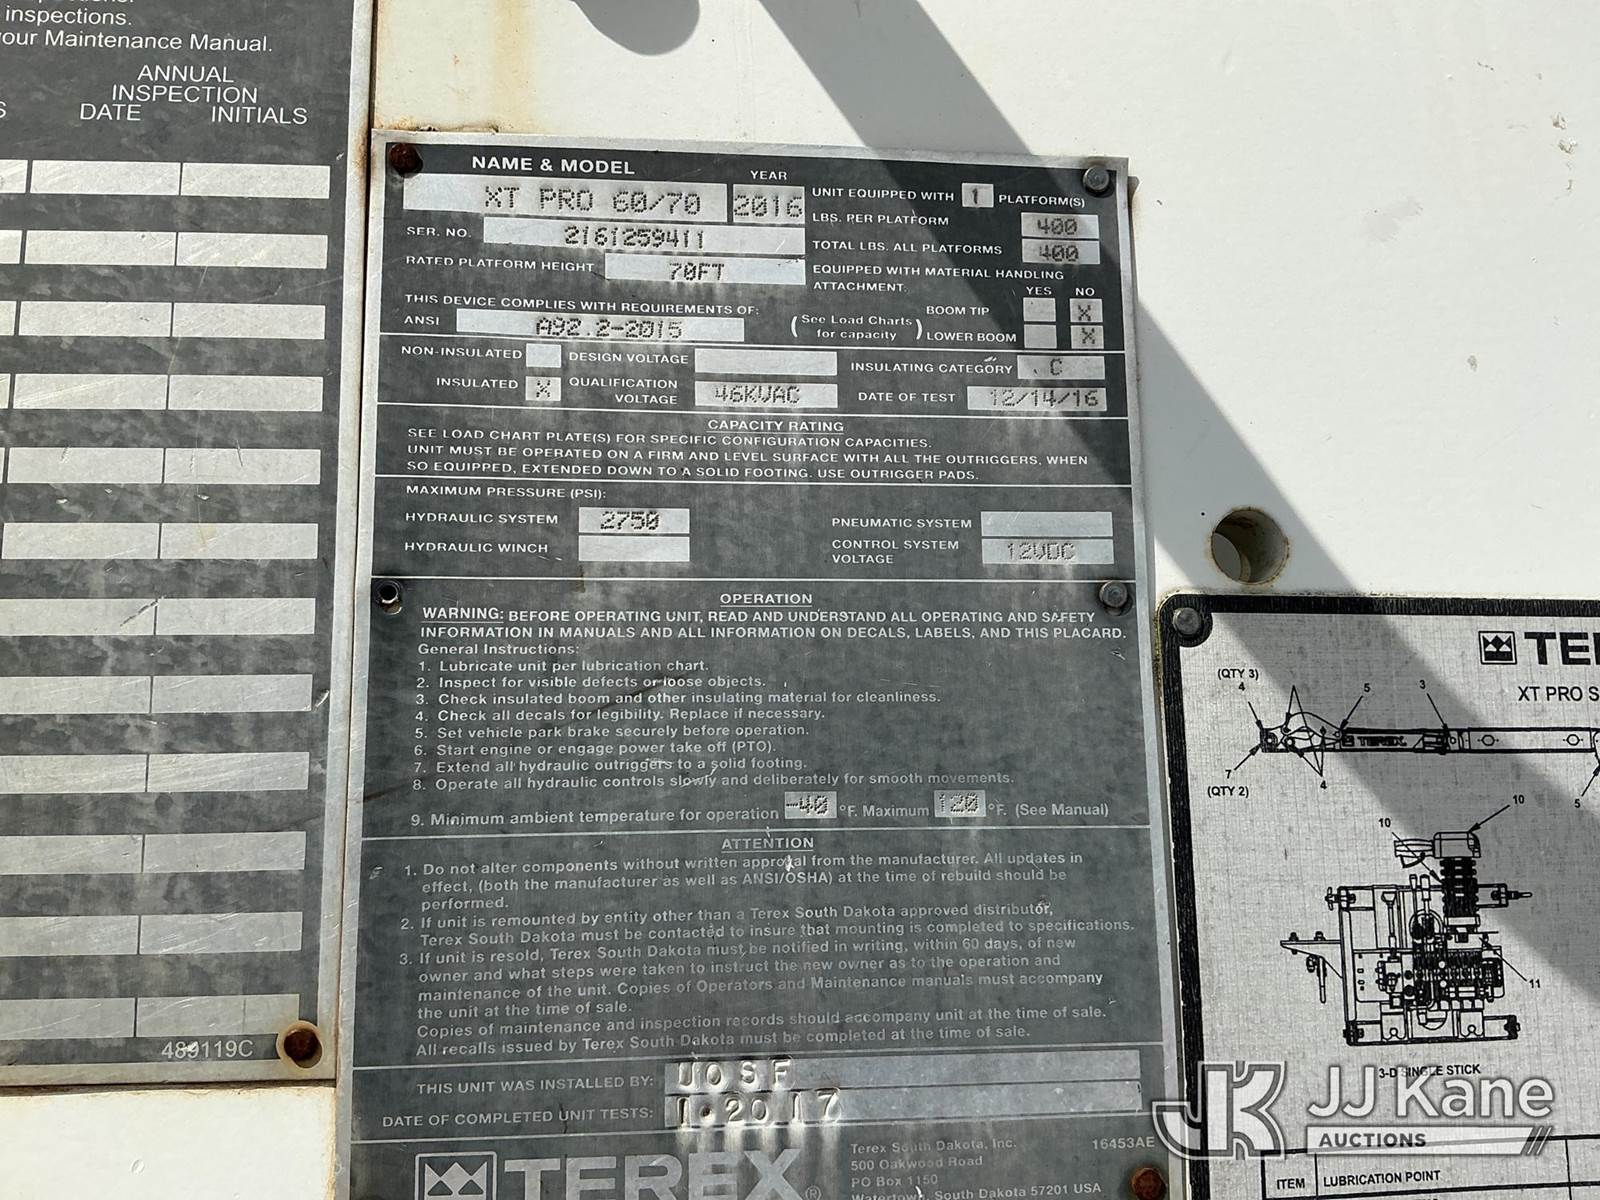 inspections.
your Maintenance Manual.
ANNUAL
INSPECTION
DATE INITIALS
489119C
NAME & MODEL YEAR
XT PRO 60/70 2016
UNIT EQUIPPED WITH 1 PLATFORM(S)
SER. NO. 2161259411
LBS. PER PLATFORM 400
TOTAL LBS. ALL PLATFORMS 400
RATED PLATFORM HEIGHT 70FT
EQUIPPED WITH MATERIAL HANDLING
ATTACHMENT: YES NO
THIS DEVICE COMPLIES WITH REQUIREMENTS OF:
ANSI A92.2-2015
(See Load Charts
for capacity)
BOOM TIP X
LOWER BOOM X
NON-INSULATED DESIGN VOLTAGE INSULATING CATEGORY C
INSULATED X QUALIFICATION
VOLTAGE 46KVAC DATE OF TEST 12/14/16
CAPACITY RATING
SEE LOAD CHART PLATE(S) FOR SPECIFIC CONFIGURATION CAPACITIES.
UNIT MUST BE OPERATED ON A FIRM AND LEVEL SURFACE WITH ALL THE OUTRIGGERS, WHEN
SO EQUIPPED, EXTENDED DOWN TO A SOLID FOOTING. USE OUTRIGGER PADS.
MAXIMUM PRESSURE (PSI):
HYDRAULIC SYSTEM 2750 PNEUMATIC SYSTEM
HYDRAULIC WINCH CONTROL SYSTEM
VOLTAGE 12VDC
OPERATION
WARNING: BEFORE OPERATING UNIT, READ AND UNDERSTAND ALL OPERATING AND SAFETY
INFORMATION IN MANUALS AND ALL INFORMATION ON DECALS, LABELS, AND THIS PLACARD.
General Instructions:
1. Lubricate unit per lubrication chart.
2. Inspect for visible defects or loose objects.
3. Check insulated boom and other insulating material for cleanliness.
4. Check all decals for legibility. Replace if necessary.
5. Set vehicle park brake securely before operation.
6. Start engine or engage power take off (PTO).
7. Extend all hydraulic outriggers to a solid footing.
8. Operate all hydraulic controls slowly and deliberately for smooth movements.
9. Minimum ambient temperature for operation -40 °F. Maximum 120 °F. (See Manual)
ATTENTION
1. Do not alter components without written approval from the manufacturer. All updates in
effect, (both the manufacturer as well as ANSI/OSHA) at the time of rebuild should be
performed.
2. If unit is remounted by entity other than a Terex South Dakota approved distributor,
Terex South Dakota must be contacted to insure that mounting is completed to specifications.
3. If unit is resold, Terex South Dakota must be notified in writing, within 60 days, of new
owner and what steps were taken to instruct the new owner as to the operation and
maintenance of the unit. Copies of Operators and Maintenance manuals must accompany
the unit at time of sale.
Copies of maintenance and inspection records should accompany unit at the time of sale.
All recalls issued by Terex South Dakota must be completed at the time of sale.
THIS UNIT WAS INSTALLED BY: UOSF
DATE OF COMPLETED UNIT TESTS: 1.2017
TEREX®
Terex South Dakota, Inc. 16453AE
500 Oakwood Road
PO Box 1150
Watertown, South Dakota 57201 USA
TEREX
XT PRO S
(QTY 3)
4 5 3
TEREX
7
(QTY 2) 4 5
10
10
11
3-D SINGLE STICK
ITEM LUBRICATION POINT
JK JJ Kane
AUCTIONS